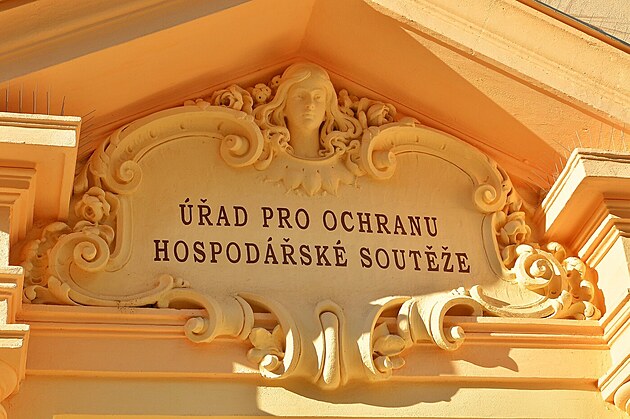 ÚŘAD PRO OCHRANU
HOSPODÁŘSKÉ SOUTĚŽE